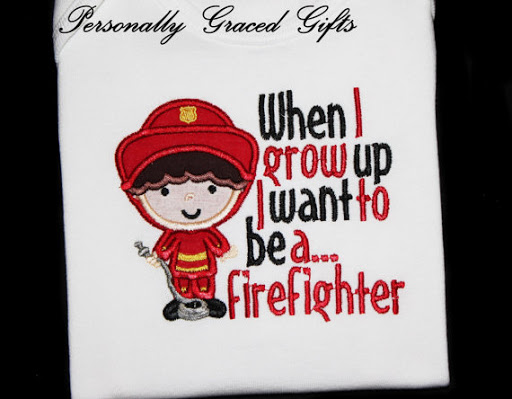 Personally Graced Gifts
When I
grow up
I want to
be a...
firefighter